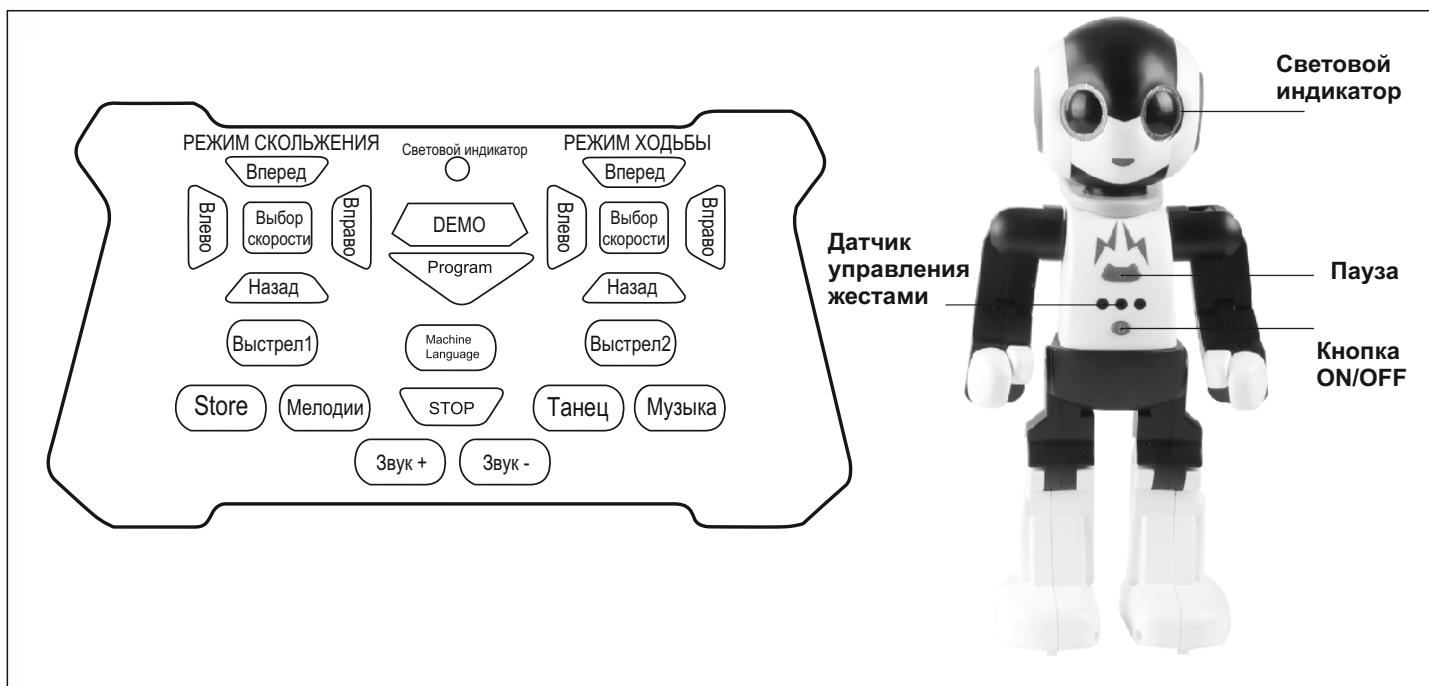 РЕЖИМ СКОЛЬЖЕНИЯ
Вперед
Влево
Выбор
скорости
Вправо
Назад
Выстрел1
Световой индикатор
DEMO
Program
Machine
Language
STOP
РЕЖИМ ХОДЬБЫ
Вперед
Влево
Выбор
скорости
Вправо
Назад
Выстрел2
Store
Мелодии
Танец
Музыка
Звук +
Звук -
Световой
индикатор
Датчик
управления
жестами
Пауза
Кнопка
ON/OFF